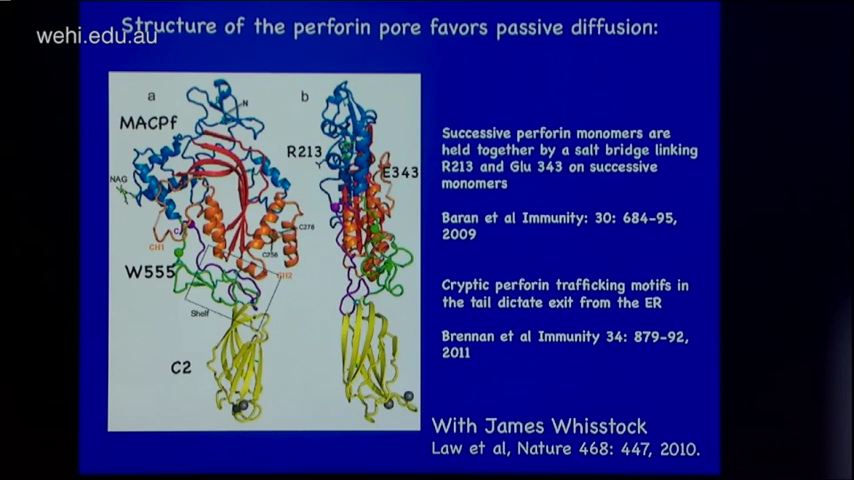 Structure of the perforin pore favors passive diffusion:
wehi.edu.au
a
b
N
MACPf
R213
E343
NAG
C
CH1
C278
C256
W555
CH2
Shelf
C2
Successive perforin monomers are
held together by a salt bridge linking
R213 and Glu 343 on successive
monomers
Baran et al Immunity: 30: 684-95,
2009
Cryptic perforin trafficking motifs in
the tail dictate exit from the ER
Brennan et al Immunity 34: 879-92,
2011
With James Whisstock
Law et al, Nature 468: 447, 2010.